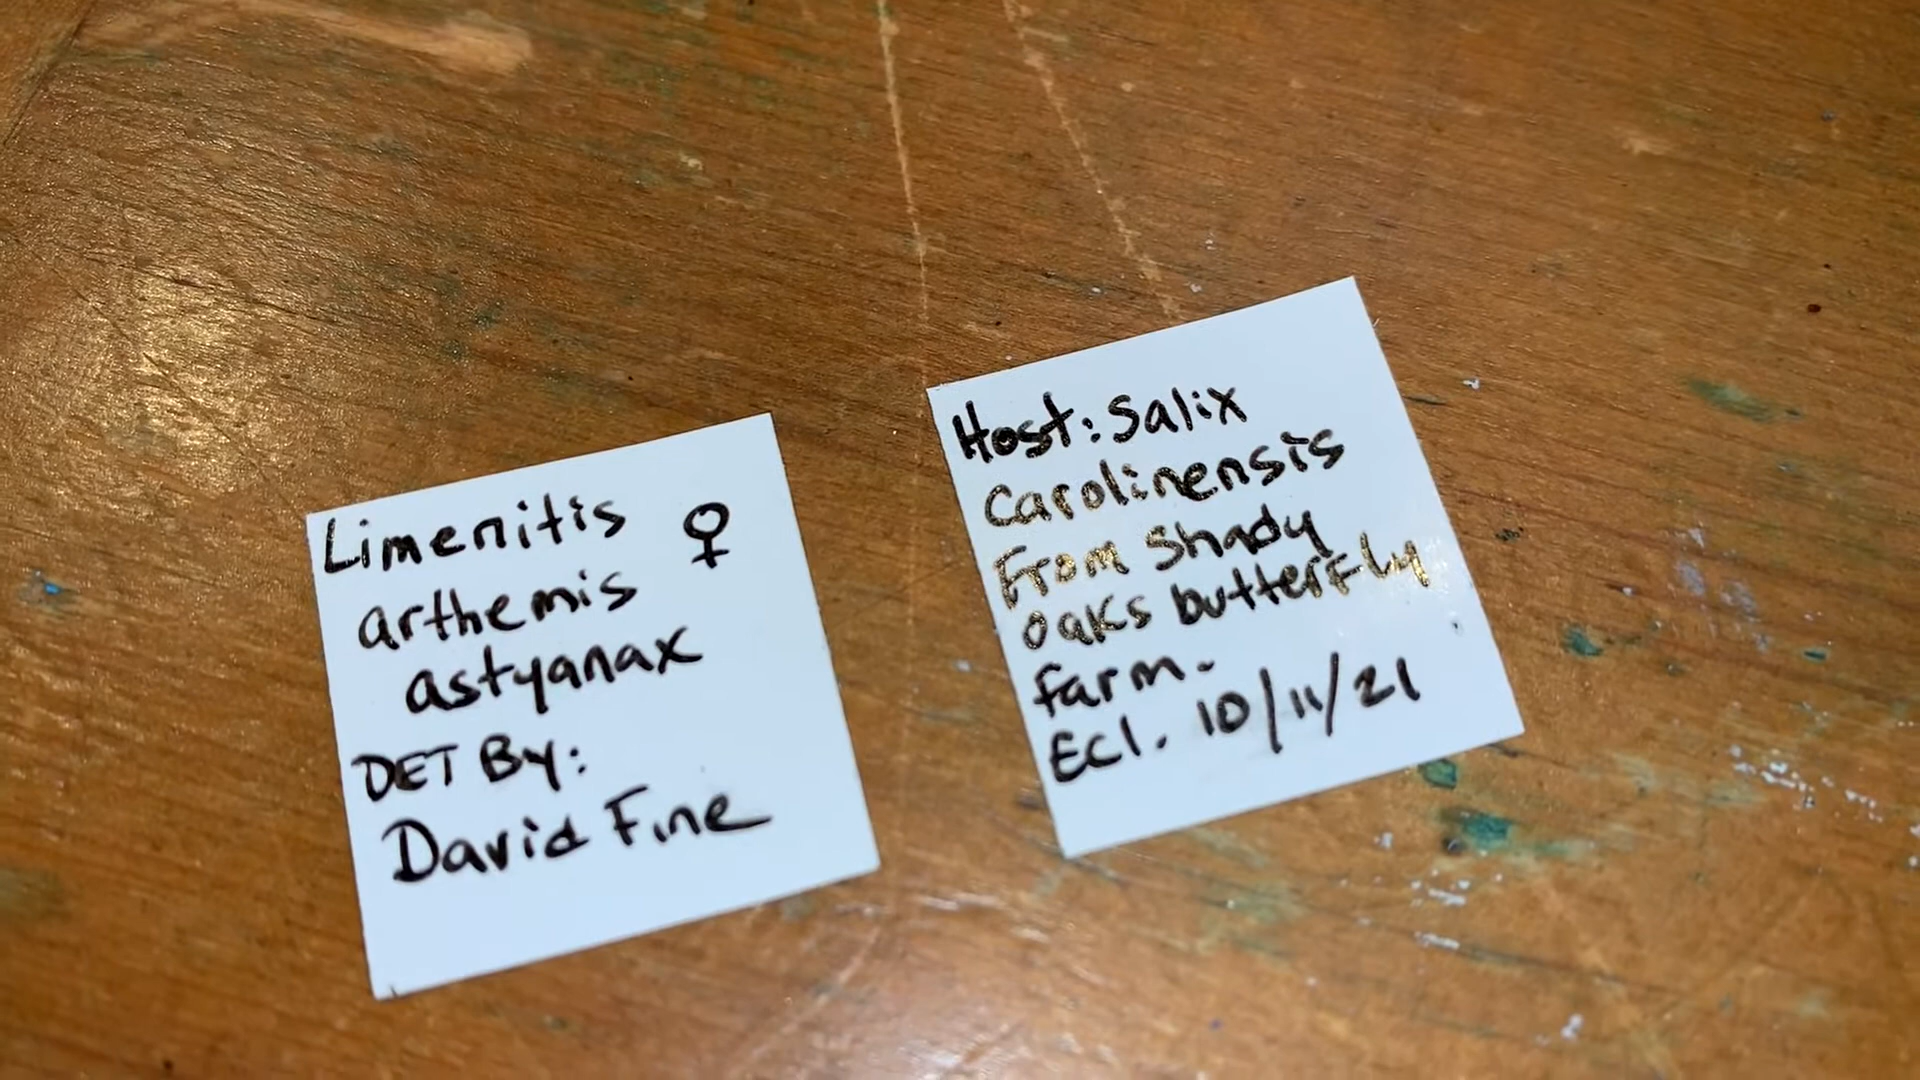 Limenitis ♀
arthemis
astyanax
DET By:
David Fine
Host: Salix
Carolinensis
From Shady
oaks butterfly
farm.
Ecl. 10/11/21